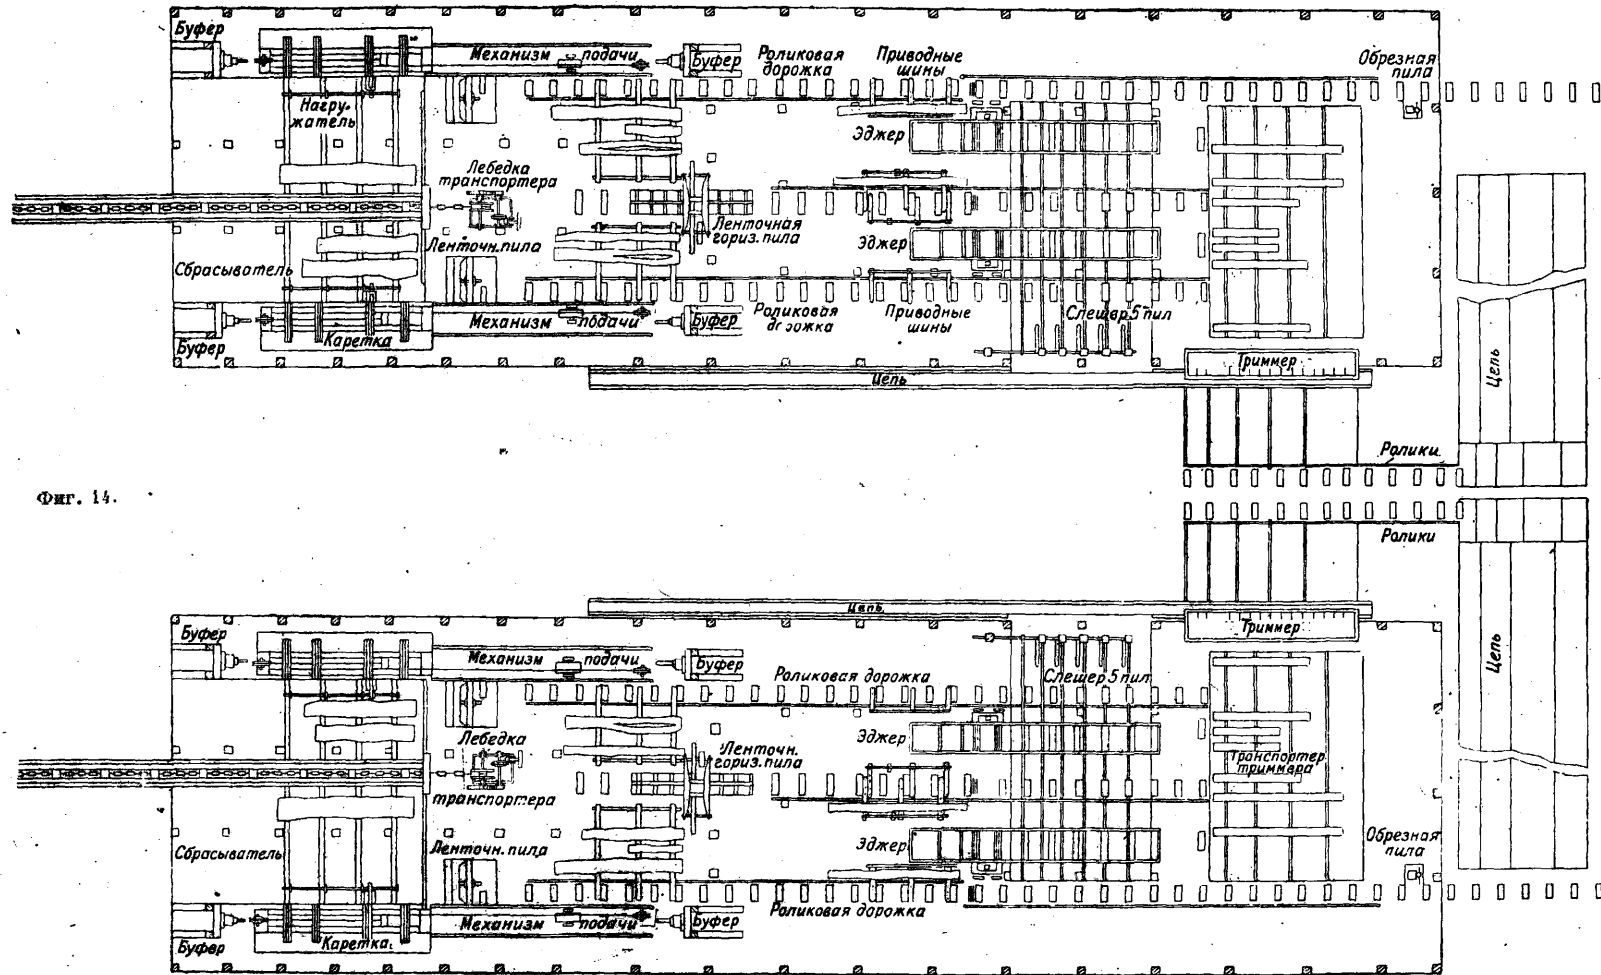 Буфер
Механизм подачи
Буфер
Роликовая
дорожка
Приводные
шины
Обрезная
пила
Нагру-
жатель
Эджер
Лебедка
транспортера
Ленточная
гориз. пила
Ленточн. пила
Эджер
Сбрасыватель
Буфер
Каретка
Механизм подачи
Буфер
Роликовая
дорожка
Приводные
шины
Слешер 5 пил
Триммер
Цепь
Цепь
Ролики
Фиг. 14.
Ролики
Цепь
Триммер
Буфер
Механизм подачи
Буфер
Роликовая дорожка
Слешер 5 пил
Цепь
Лебедка
транспортера
Ленточн.
гориз. пила
Эджер
Транспортер
триммера
Сбрасыватель
Ленточн. пила
Эджер
Обрезная
пила
Буфер
Каретка
Механизм подачи
Буфер
Роликовая дорожка